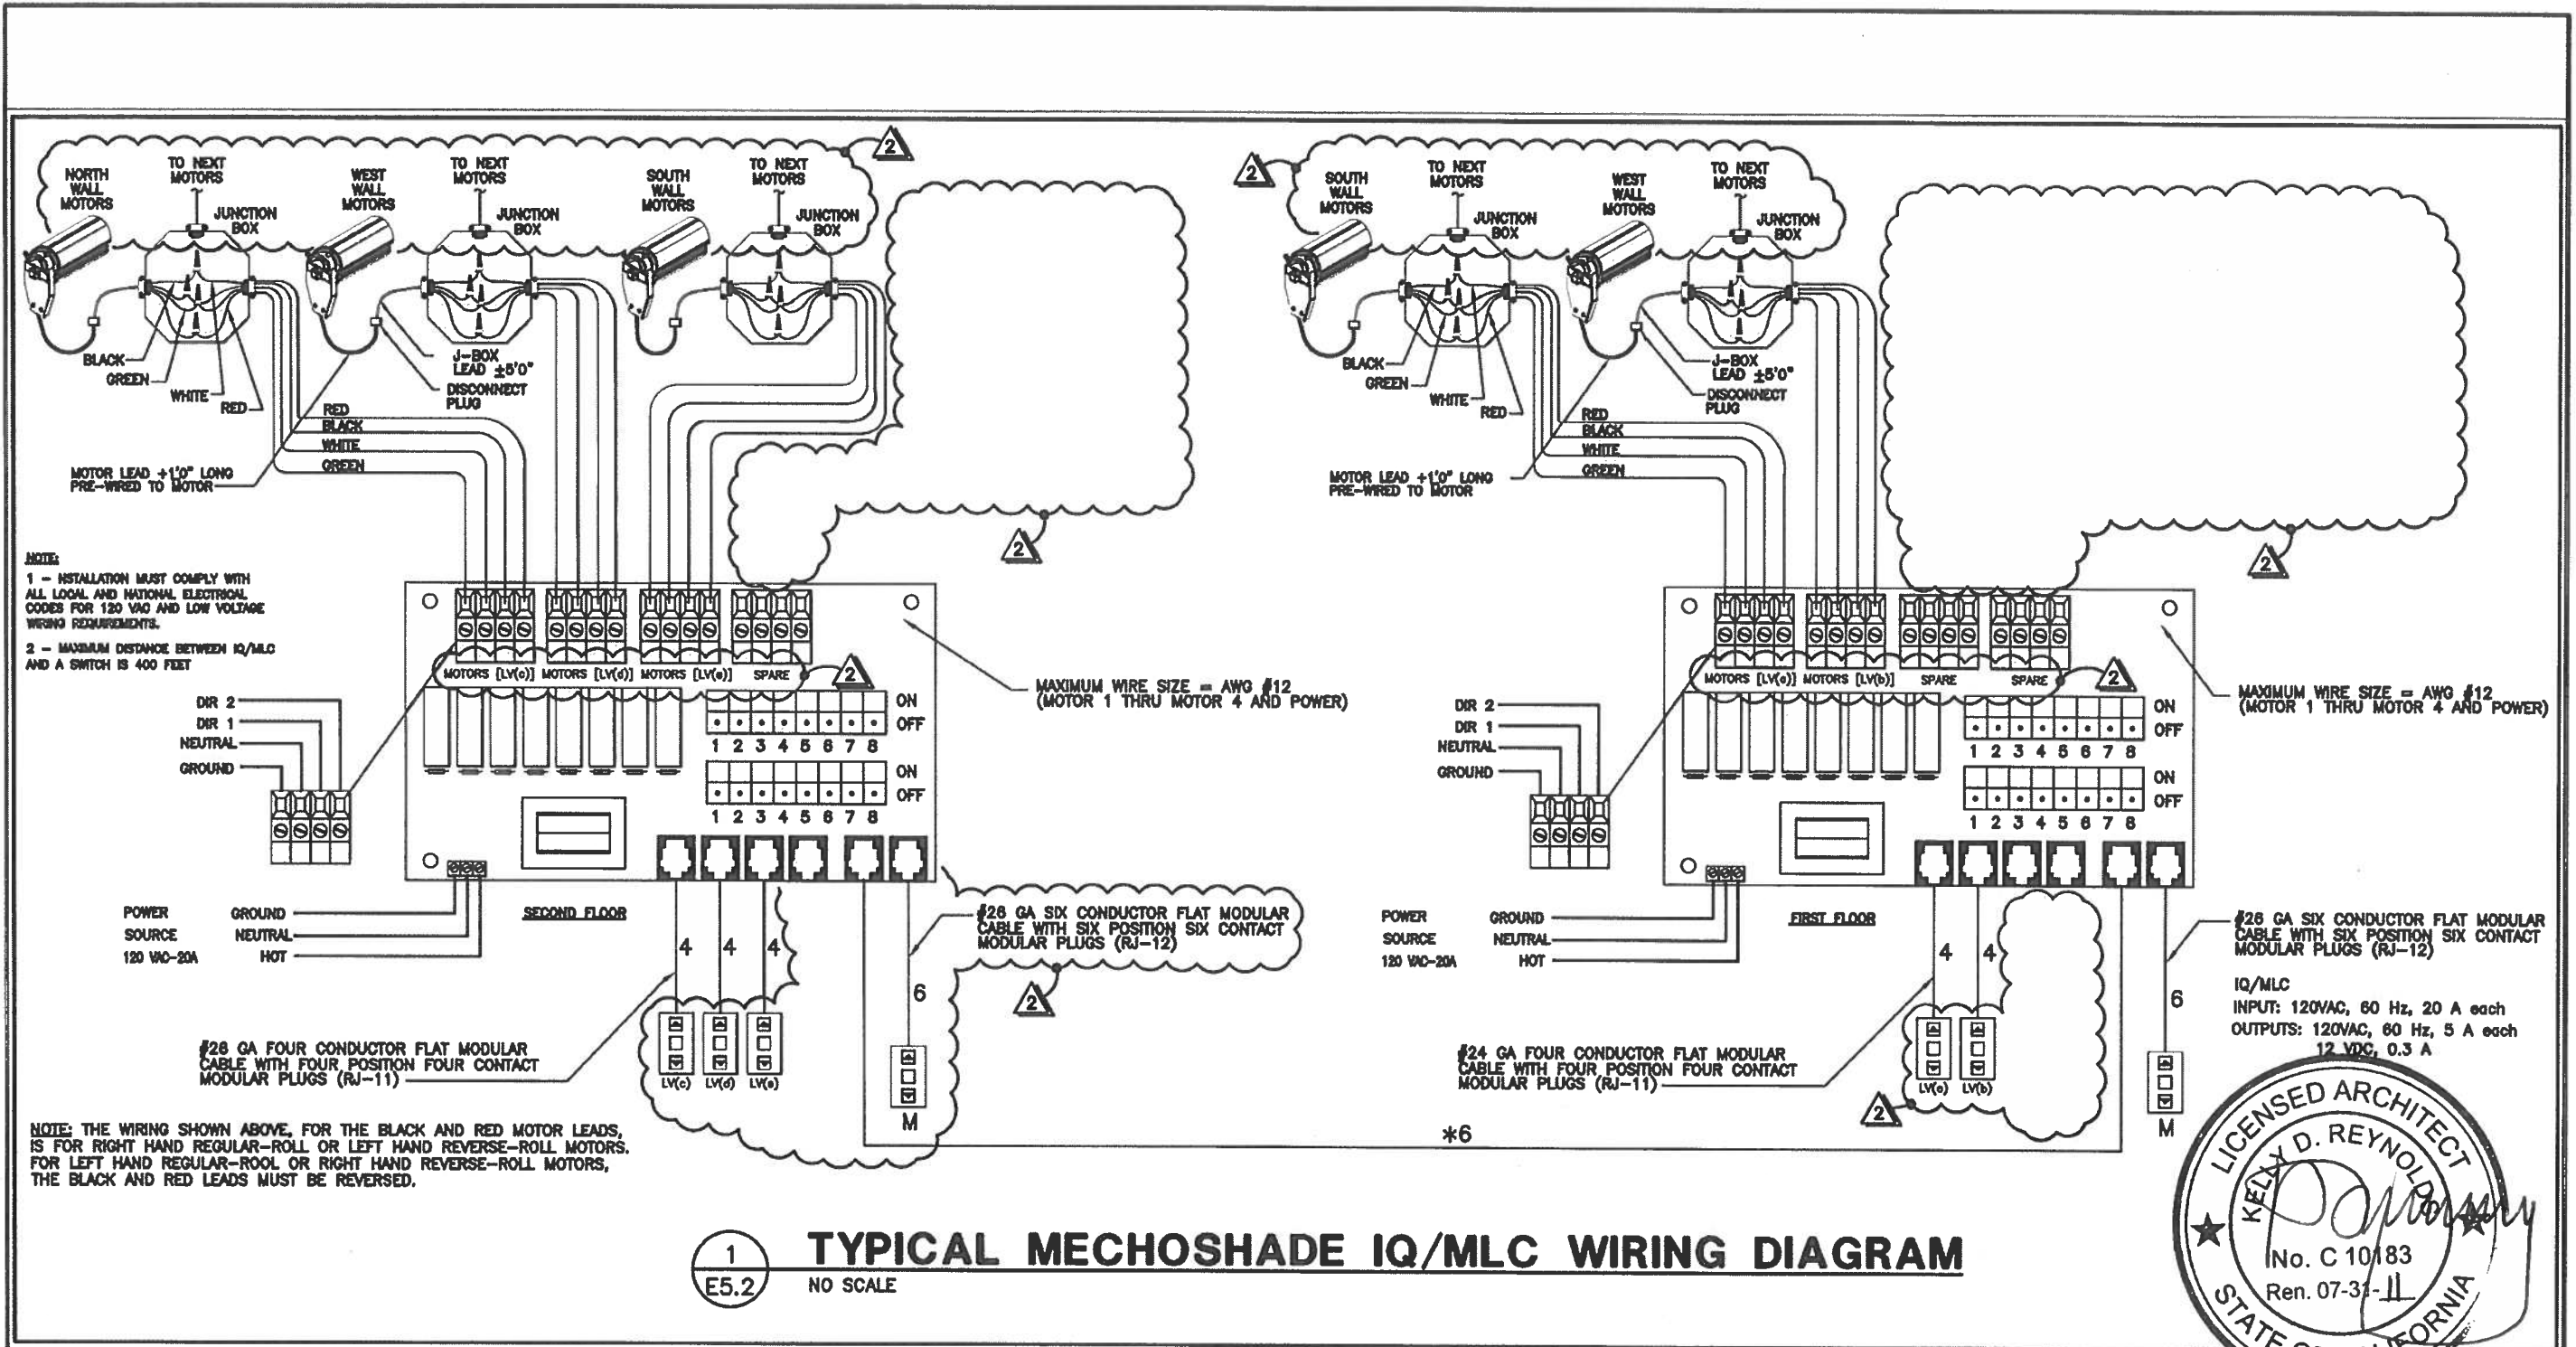 NORTH
WALL
MOTORS
TO NEXT
MOTORS
JUNCTION
BOX
WEST
WALL
MOTORS
TO NEXT
MOTORS
JUNCTION
BOX
SOUTH
WALL
MOTORS
TO NEXT
MOTORS
JUNCTION
BOX
2
BLACK
GREEN
WHITE
RED
J-BOX
LEAD ±5'0"
DISCONNECT
PLUG
RED
BLACK
WHITE
GREEN
MOTOR LEAD +1'0" LONG
PRE-WIRED TO MOTOR
2
NOTE:
1 - NSTALLATION MUST COMPLY WITH
ALL LOCAL AND NATIONAL ELECTRICAL
CODES FOR 120 VAC AND LOW VOLTAGE
WIRING REQUIREMENTS.
2 - MAXIMUM DISTANCE BETWEEN IQ/MLC
AND A SWITCH IS 400 FEET
MOTORS [LV(c)] MOTORS [LV(d)] MOTORS [LV(e)] SPARE
2
DIR 2
DIR 1
NEUTRAL
GROUND
ON
OFF
1 2 3 4 5 6 7 8
ON
OFF
1 2 3 4 5 6 7 8
MAXIMUM WIRE SIZE = AWG #12
(MOTOR 1 THRU MOTOR 4 AND POWER)
POWER
SOURCE
120 VAC-20A
GROUND
NEUTRAL
HOT
SECOND FLOOR
4 4 4
6
#26 GA SIX CONDUCTOR FLAT MODULAR
CABLE WITH SIX POSITION SIX CONTACT
MODULAR PLUGS (RJ-12)
2
#26 GA FOUR CONDUCTOR FLAT MODULAR
CABLE WITH FOUR POSITION FOUR CONTACT
MODULAR PLUGS (RJ-11)
LV(c) LV(d) LV(e)
M
NOTE: THE WIRING SHOWN ABOVE, FOR THE BLACK AND RED MOTOR LEADS,
IS FOR RIGHT HAND REGULAR-ROLL OR LEFT HAND REVERSE-ROLL MOTORS.
FOR LEFT HAND REGULAR-ROOL OR RIGHT HAND REVERSE-ROLL MOTORS,
THE BLACK AND RED LEADS MUST BE REVERSED.
2
SOUTH
WALL
MOTORS
TO NEXT
MOTORS
JUNCTION
BOX
WEST
WALL
MOTORS
TO NEXT
MOTORS
JUNCTION
BOX
BLACK
GREEN
WHITE
RED
J-BOX
LEAD ±5'0"
DISCONNECT
PLUG
RED
BLACK
WHITE
GREEN
MOTOR LEAD +1'0" LONG
PRE-WIRED TO MOTOR
2
MOTORS [LV(a)] MOTORS [LV(b)] SPARE SPARE
2
DIR 2
DIR 1
NEUTRAL
GROUND
ON
OFF
1 2 3 4 5 6 7 8
ON
OFF
1 2 3 4 5 6 7 8
MAXIMUM WIRE SIZE = AWG #12
(MOTOR 1 THRU MOTOR 4 AND POWER)
POWER
SOURCE
120 VAC-20A
GROUND
NEUTRAL
HOT
FIRST FLOOR
4 4
6
#26 GA SIX CONDUCTOR FLAT MODULAR
CABLE WITH SIX POSITION SIX CONTACT
MODULAR PLUGS (RJ-12)
IQ/MLC
INPUT: 120VAC, 60 Hz, 20 A each
OUTPUTS: 120VAC, 60 Hz, 5 A each
12 VDC, 0.3 A
#24 GA FOUR CONDUCTOR FLAT MODULAR
CABLE WITH FOUR POSITION FOUR CONTACT
MODULAR PLUGS (RJ-11)
LV(a) LV(b)
2
M
*6
1
E5.2
TYPICAL MECHOSHADE IQ/MLC WIRING DIAGRAM
NO SCALE
LICENSED ARCHITECT
KELLY D. REYNOLDS
No. C 10183
Ren. 07-31-11
STATE OF CALIFORNIA